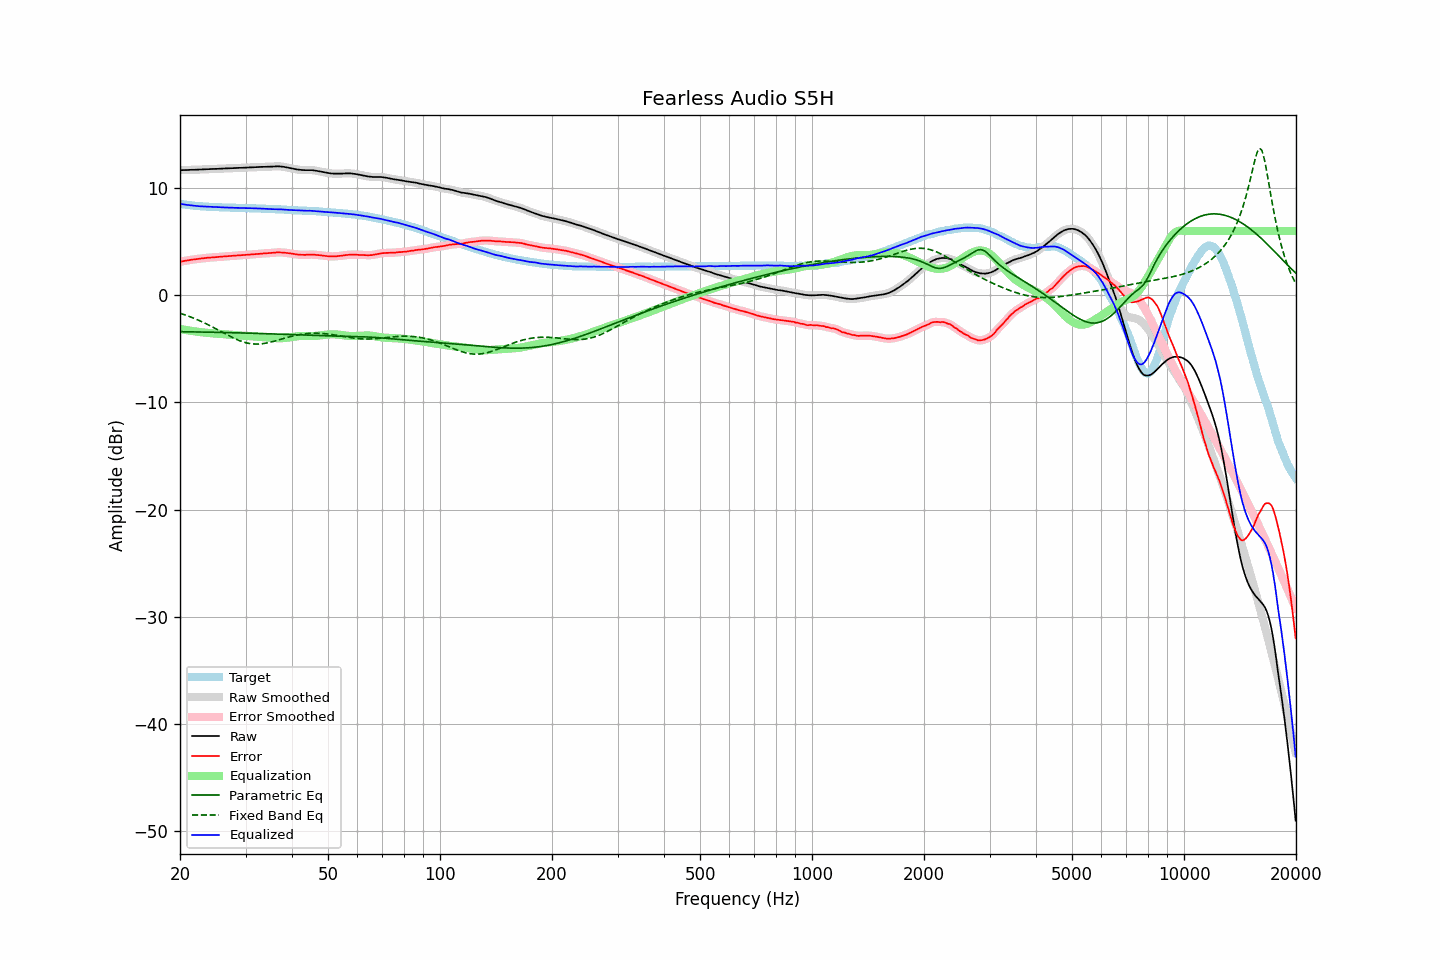 Fearless Audio S5H
10
0
−10
−20
−30
−40
−50
Amplitude (dBr)
Target
Raw Smoothed
Error Smoothed
Raw
Error
Equalization
Parametric Eq
Fixed Band Eq
Equalized
20 50 100 200 500 1000 2000 5000 10000 20000
Frequency (Hz)